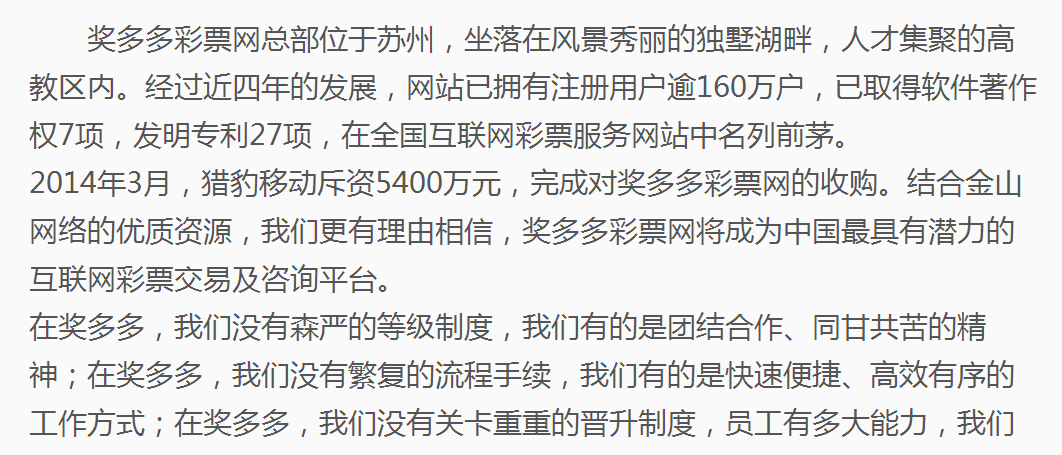 奖多多彩票网总部位于苏州，坐落在风景秀丽的独墅湖畔，人才集聚的高
教区内。经过近四年的发展，网站已拥有注册用户逾160万户，已取得软件著作
权7项，发明专利27项，在全国互联网彩票服务网站中名列前茅。
2014年3月，猎豹移动斥资5400万元，完成对奖多多彩票网的收购。结合金山
网络的优质资源，我们更有理由相信，奖多多彩票网将成为中国最具有潜力的
互联网彩票交易及咨询平台。
在奖多多，我们没有森严的等级制度，我们有的是团结合作、同甘共苦的精
神；在奖多多，我们没有繁复的流程手续，我们有的是快速便捷、高效有序的
工作方式；在奖多多，我们没有关卡重重的晋升制度，员工有多大能力，我们